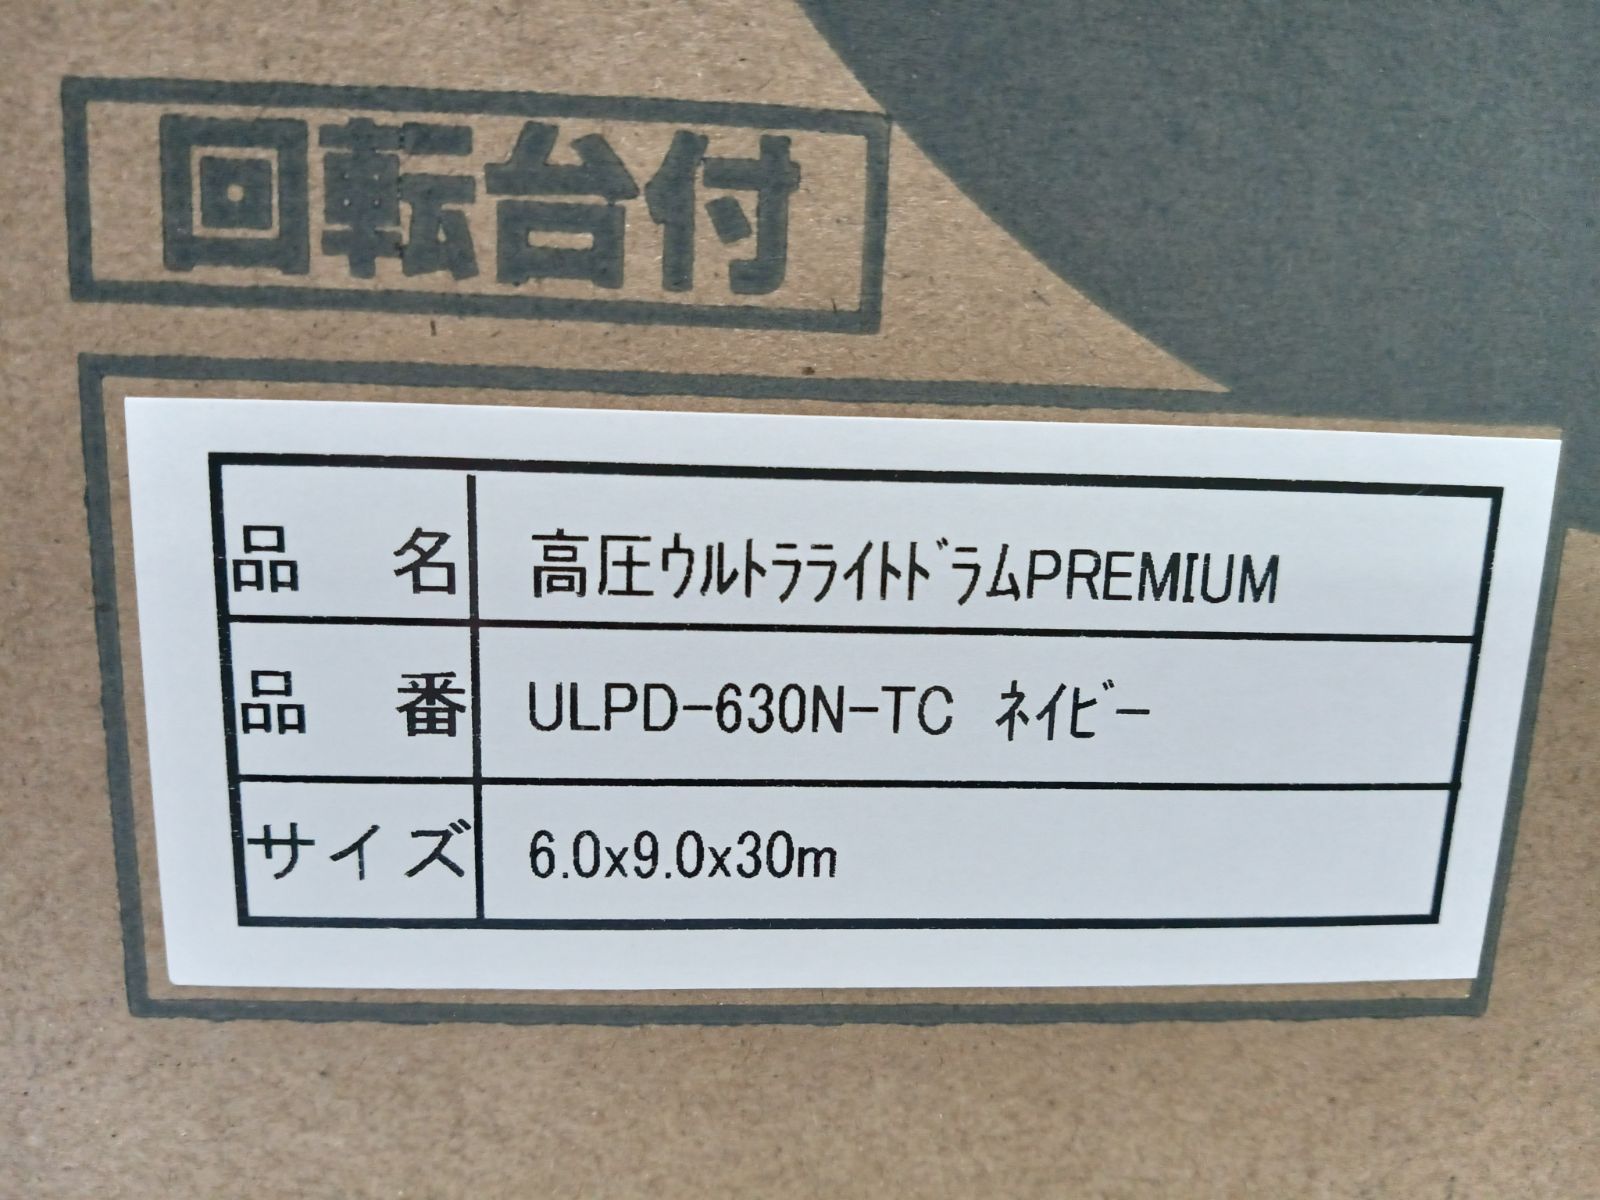 回転台付
品名 高圧ｳﾙﾄﾗﾗｲﾄﾄﾞﾗﾑPREMIUM
品番 ULPD-630N-TC ﾈｲﾋﾞｰ
サイズ 6.0x9.0x30m